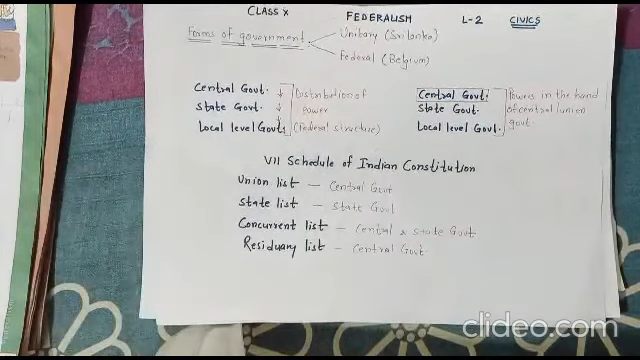 CLASS X FEDERALISM L-2 CIVICS
Forms of government
Unitary (Sri Lanka)
Federal (Belgium)
Central Govt.
State Govt.
Local level Govt.
Distribution of
power
(Federal structure)
Central Govt.
State Govt.
Local level Govt.
Powers in the hand
of central union
govt.
VII Schedule of Indian Constitution
Union list – Central Govt
State list – State Govt
Concurrent list – Central & State Govt
Residuary list – Central Govt.
clideo.com